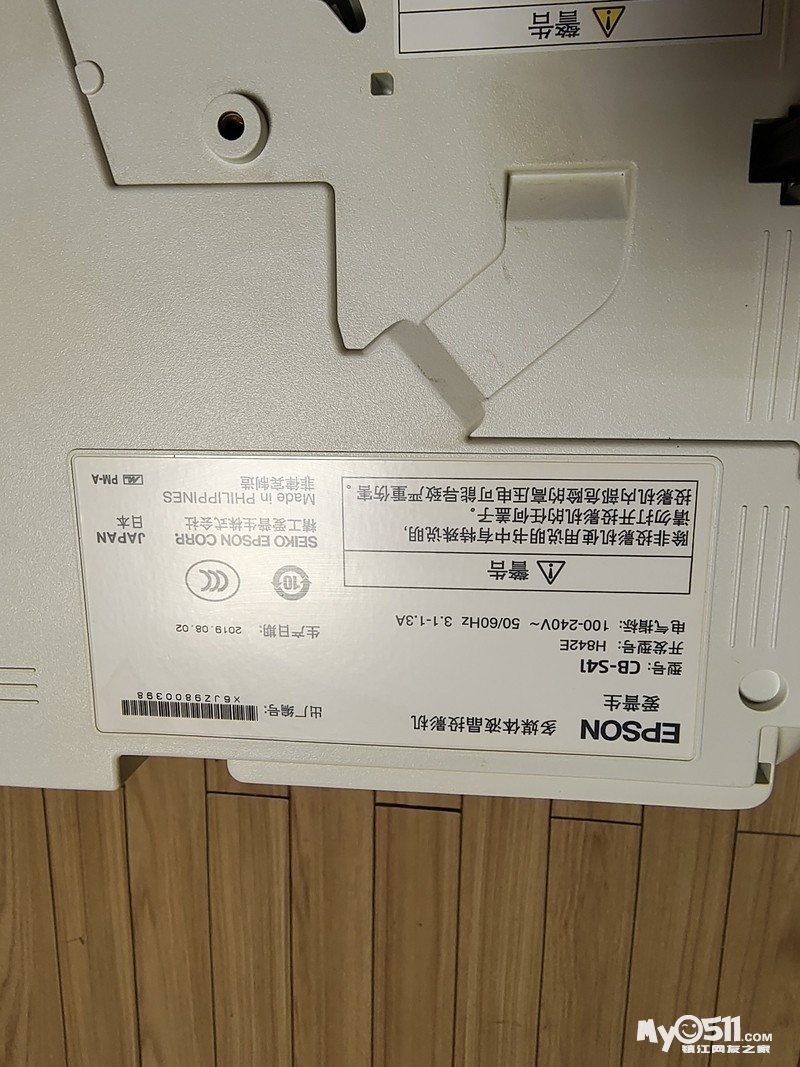 EPSON 多媒体液晶投影机
爱普生
型号: CB-S41
开发型号: H842E
电气指标: 100-240V ~ 50/60Hz 3.1-1.3A
警告
除非投影机使用说明书中有特殊说明,
请勿打开投影机的任何盖子。
投影机内部危险的高压电可能导致严重伤害。
出厂编号:
X5JZ9800398
生产日期: 2019.08.02
10
CCC
SEIKO EPSON CORP. JAPAN
精工爱普生株式会社 日本
Made in PHILIPPINES
菲律宾制造
PM-A
警告
My0511.COM
镇江网友之家